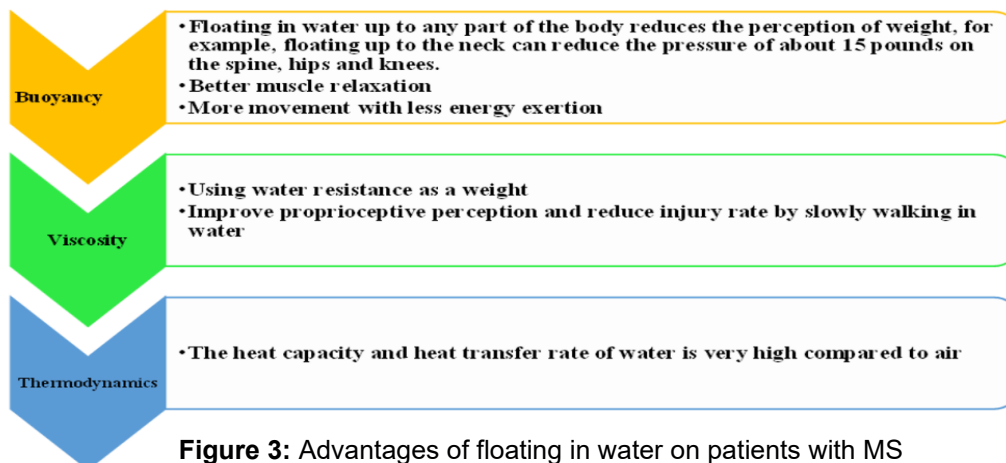 Buoyancy
•Floating in water up to any part of the body reduces the perception of weight, for
example, floating up to the neck can reduce the pressure of about 15 pounds on
the spine, hips and knees.
•Better muscle relaxation
•More movement with less energy exertion
Viscosity
•Using water resistance as a weight
•Improve proprioceptive perception and reduce injury rate by slowly walking in
water
Thermodynamics
•The heat capacity and heat transfer rate of water is very high compared to air
Figure 3: Advantages of floating in water on patients with MS